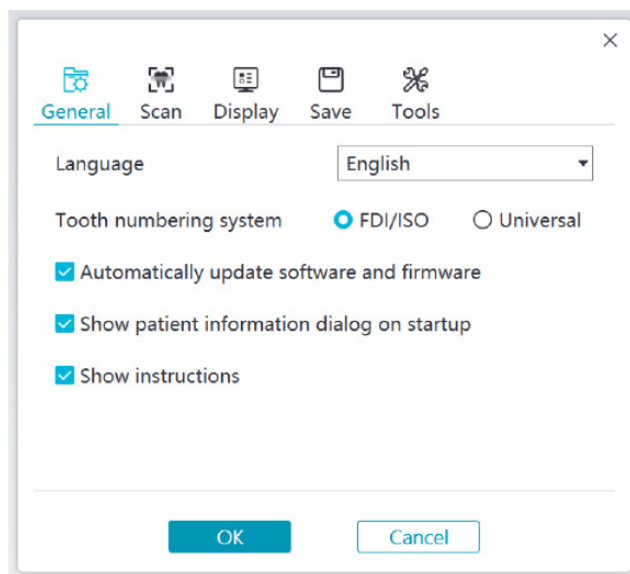 General Scan Display Save Tools
Language English
Tooth numbering system FDI/ISO Universal
Automatically update software and firmware
Show patient information dialog on startup
Show instructions
OK Cancel